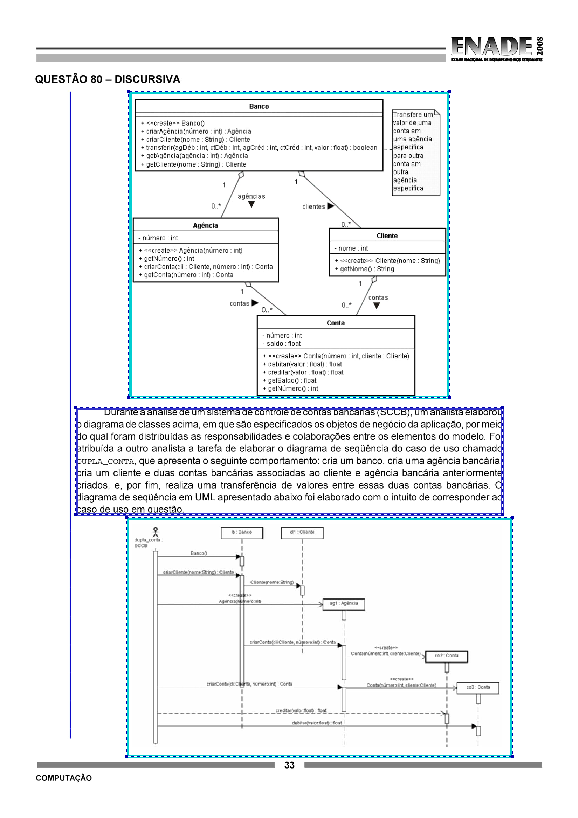 ENADE 2008
QUESTÃO 80 – DISCURSIVA
Banco
+ <<create>> Banco()
+ criarAgência(número : int) : Agência
+ criarCliente(nome : String) : Cliente
+ transferir(agDéb : int, ctDéb : int, agCréd : int, ctCréd : int, valor : float) : boolean
+ getAgência(agência : int) : Agência
+ getCliente(nome : String) : Cliente
Transfere um
valor de uma
conta em
uma agência
específica
para outra
conta em
outra
agência
específica
1
1
agências
0..*
clientes
0..*
Agência
- número : int
+ <<create>> Agência(número : int)
+ getNúmero() : int
+ criarConta(cli : Cliente, número : int) : Conta
+ getConta(número : int) : Conta
Cliente
- nome : int
+ <<create>> Cliente(nome : String)
+ getNome() : String
1
1
contas
0..*
contas
0..*
Conta
- número : int
- saldo : float
+ <<create>> Conta(número : int, cliente : Cliente)
+ debitar(valor : float) : float
+ creditar(valor : float) : float
+ getSaldo() : float
+ getNúmero() : int
Durante a análise de um sistema de controle de contas bancárias (SCCB), um analista elaborou
o diagrama de classes acima, em que são especificados os objetos de negócio da aplicação, por meio
do qual foram distribuídas as responsabilidades e colaborações entre os elementos do modelo. Foi
atribuída a outro analista a tarefa de elaborar o diagrama de seqüência do caso de uso chamado
DUPLA_CONTA, que apresenta o seguinte comportamento: cria um banco, cria uma agência bancária,
cria um cliente e duas contas bancárias associadas ao cliente e agência bancária anteriormente
criados, e, por fim, realiza uma transferência de valores entre essas duas contas bancárias. O
diagrama de seqüência em UML apresentado abaixo foi elaborado com o intuito de corresponder ao
caso de uso em questão.
dupla_conta
b : Banco
Cliente
Banco()
criarCliente(nome:String) : Cliente
Cliente(nome:String)
<<create>>
Agência(número:int)
ag1 : Agência
criarConta(cli:Cliente, número:int) : Conta
<<create>>
Conta(número:int, cliente:Cliente)
Conta
criarConta(cli:Cliente, número:int) : Conta
<<create>>
Conta(número:int, cliente:Cliente)
Conta
creditar(valor:float) : float
debitar(valor:float) : float
33
COMPUTAÇÃO